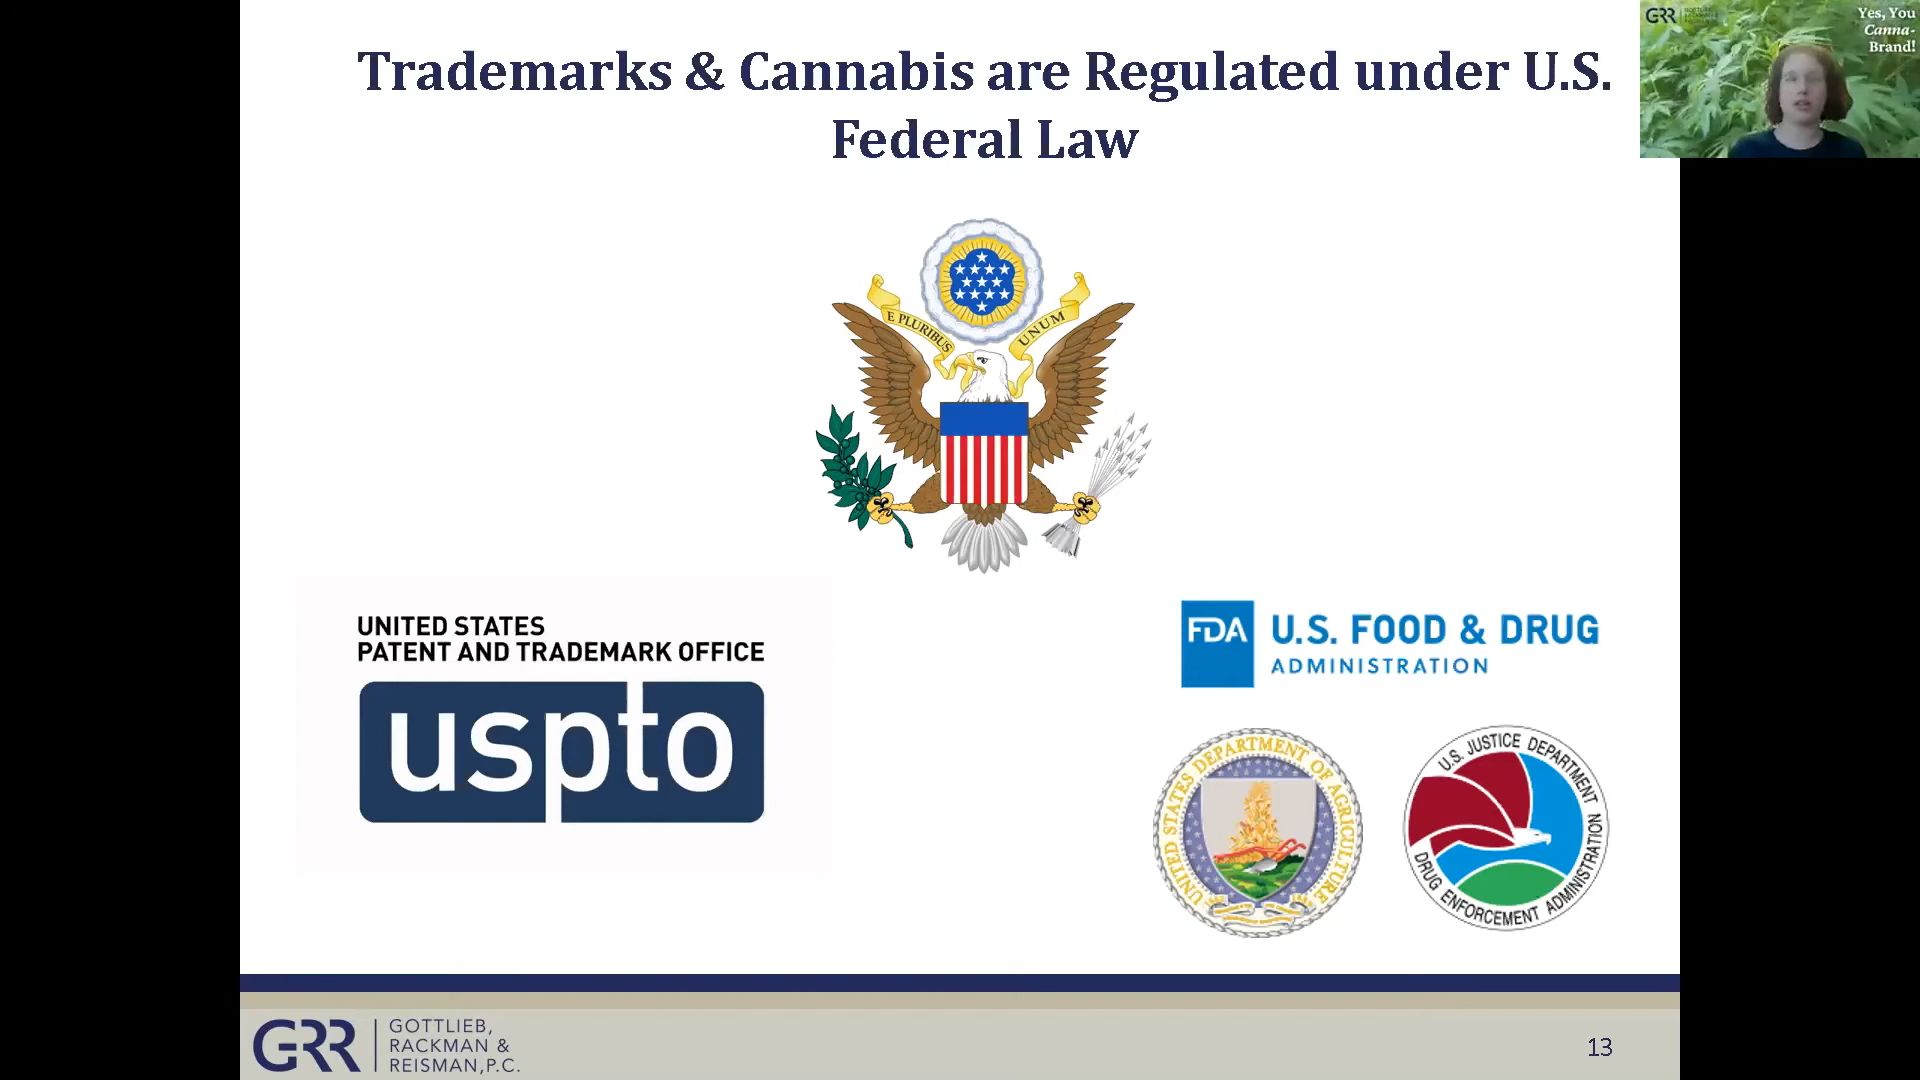 Trademarks & Cannabis are Regulated under U.S.
Federal Law
GRR
Yes, You
Canna-
Brand!
E PLURIBUS UNUM
UNITED STATES
PATENT AND TRADEMARK OFFICE
uspto
FDA
U.S. FOOD & DRUG
ADMINISTRATION
UNITED STATES DEPARTMENT OF AGRICULTURE
U.S. JUSTICE DEPARTMENT
DRUG ENFORCEMENT ADMINISTRATION
GRR
GOTTLIEB,
RACKMAN &
REISMAN, P.C.
13